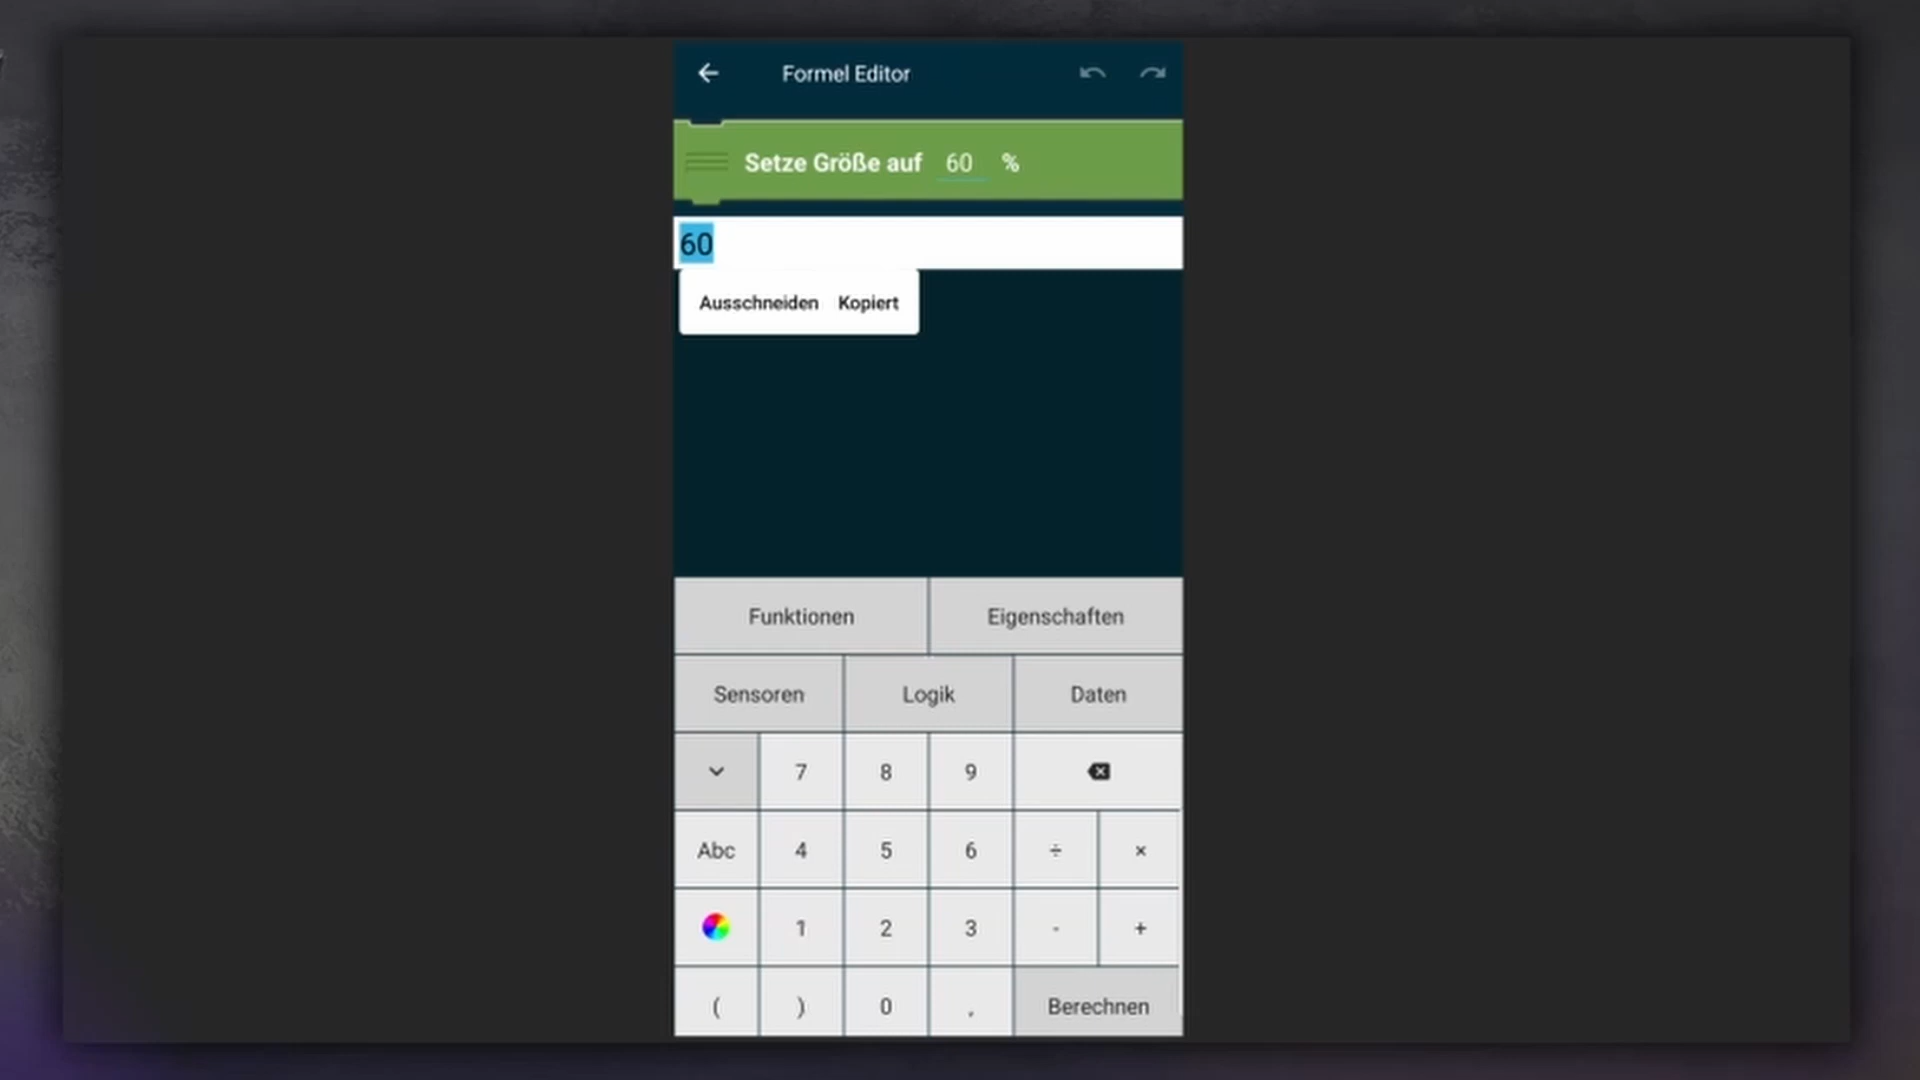 Formel Editor
Setze Größe auf 60 %
60
Ausschneiden Kopiert
Funktionen Eigenschaften
Sensoren Logik Daten
7 8 9
Abc 4 5 6 ÷ ×
1 2 3 - +
( ) 0 , Berechnen